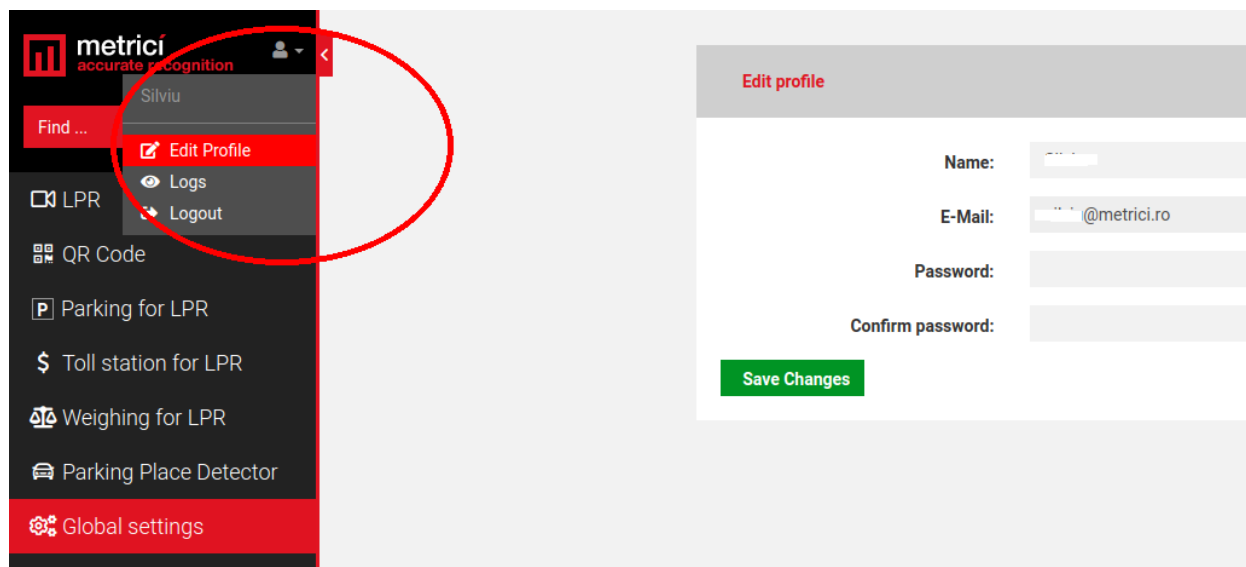 metrici
accurate recognition
Silviu
Find ...
Edit Profile
Logs
Logout
LPR
QR Code
P Parking for LPR
$ Toll station for LPR
Weighing for LPR
Parking Place Detector
Global settings
Edit profile
Name:
E-Mail: @metrici.ro
Password:
Confirm password:
Save Changes